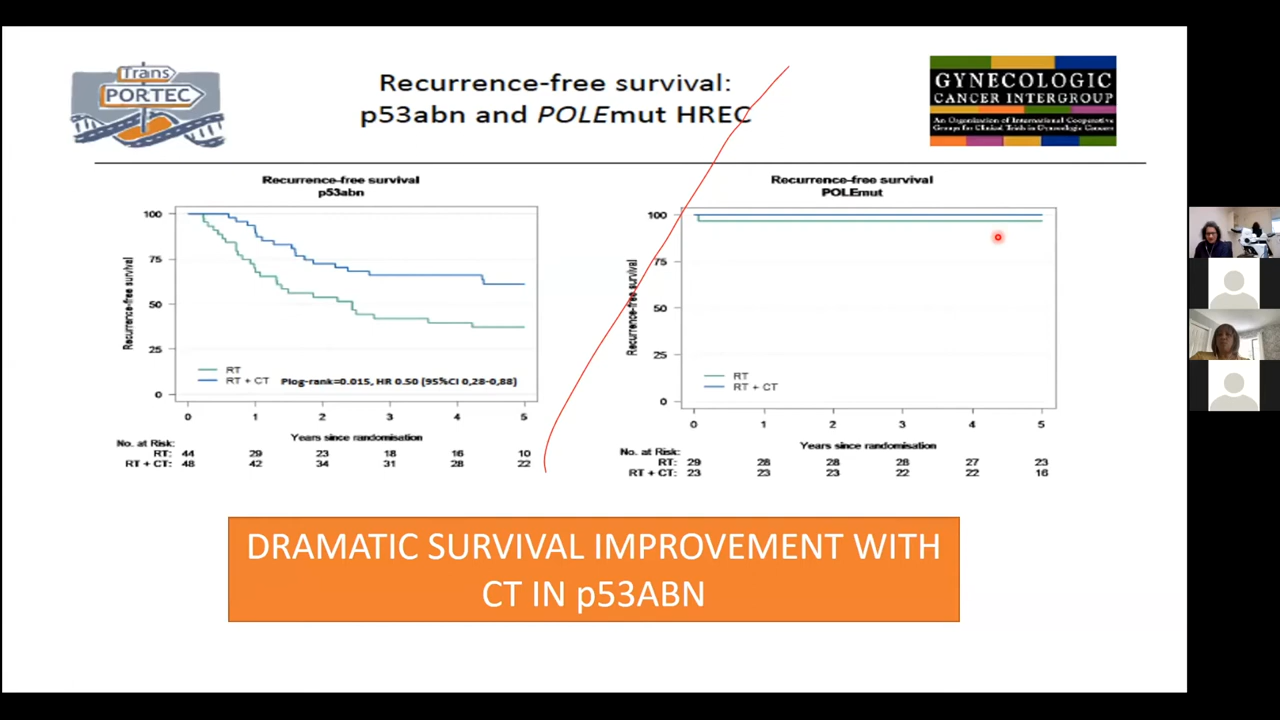 Trans
PORTEC
Recurrence-free survival:
p53abn and POLEmut HREC
GYNECOLOGIC
CANCER INTERGROUP
An Organization of International Cooperative
Groups for Clinical Trials in Gynecologic Cancers
Recurrence-free survival
p53abn
100
75
50
25
0
Recurrence-free survival
RT
RT + CT
Plog-rank=0.015, HR 0.50 (95%CI 0,28-0,88)
0 1 2 3 4 5
Years since randomisation
No. at Risk:
RT: 44 29 23 18 16 10
RT + CT: 48 42 34 31 28 22
Recurrence-free survival
POLEmut
100
75
50
25
0
Recurrence-free survival
RT
RT + CT
0 1 2 3 4 5
Years since randomisation
No. at Risk:
RT: 29 28 28 28 27 23
RT + CT: 23 23 23 22 22 16
DRAMATIC SURVIVAL IMPROVEMENT WITH
CT IN p53ABN